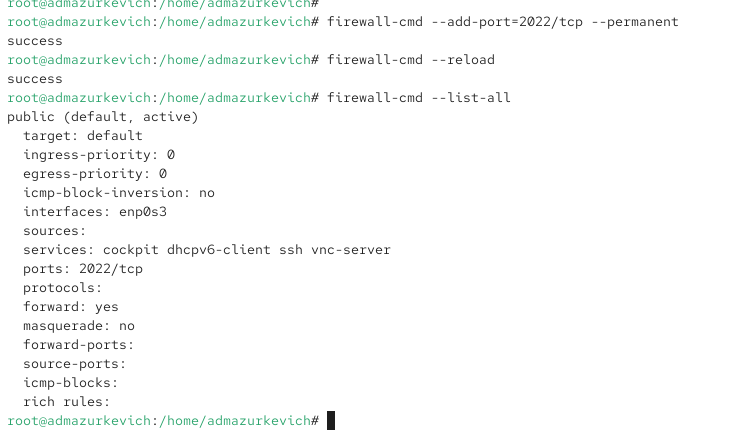 root@admazurkevich:/home/admazurkevich#
root@admazurkevich:/home/admazurkevich# firewall-cmd --add-port=2022/tcp --permanent
success
root@admazurkevich:/home/admazurkevich# firewall-cmd --reload
success
root@admazurkevich:/home/admazurkevich# firewall-cmd --list-all
public (default, active)
  target: default
  ingress-priority: 0
  egress-priority: 0
  icmp-block-inversion: no
  interfaces: enp0s3
  sources:
  services: cockpit dhcpv6-client ssh vnc-server
  ports: 2022/tcp
  protocols:
  forward: yes
  masquerade: no
  forward-ports:
  source-ports:
  icmp-blocks:
  rich rules:
root@admazurkevich:/home/admazurkevich#